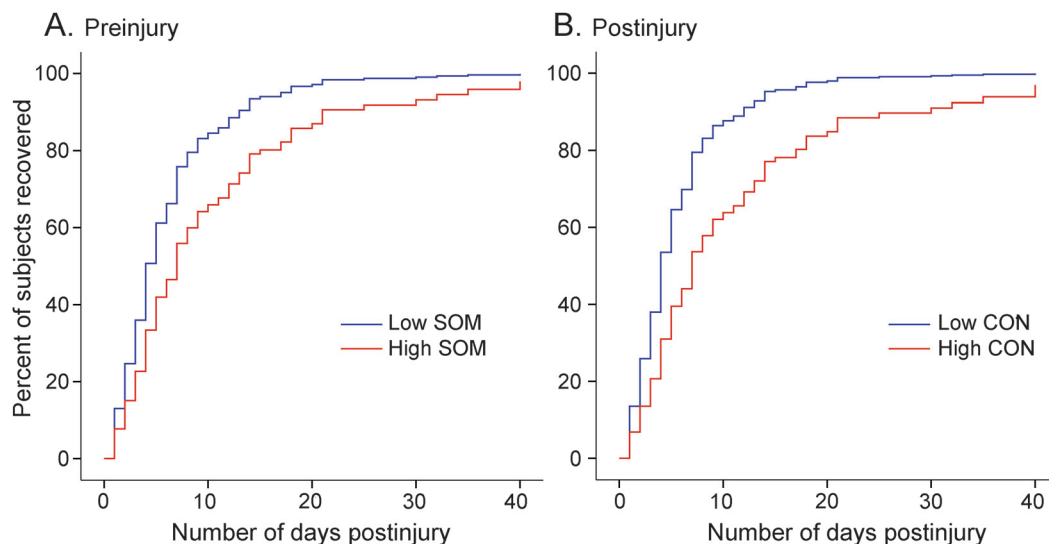 A. Preinjury
B. Postinjury
Percent of subjects recovered
100
80
60
40
20
0
Low SOM
High SOM
0
10
20
30
40
Number of days postinjury
100
80
60
40
20
0
Low CON
High CON
0
10
20
30
40
Number of days postinjury